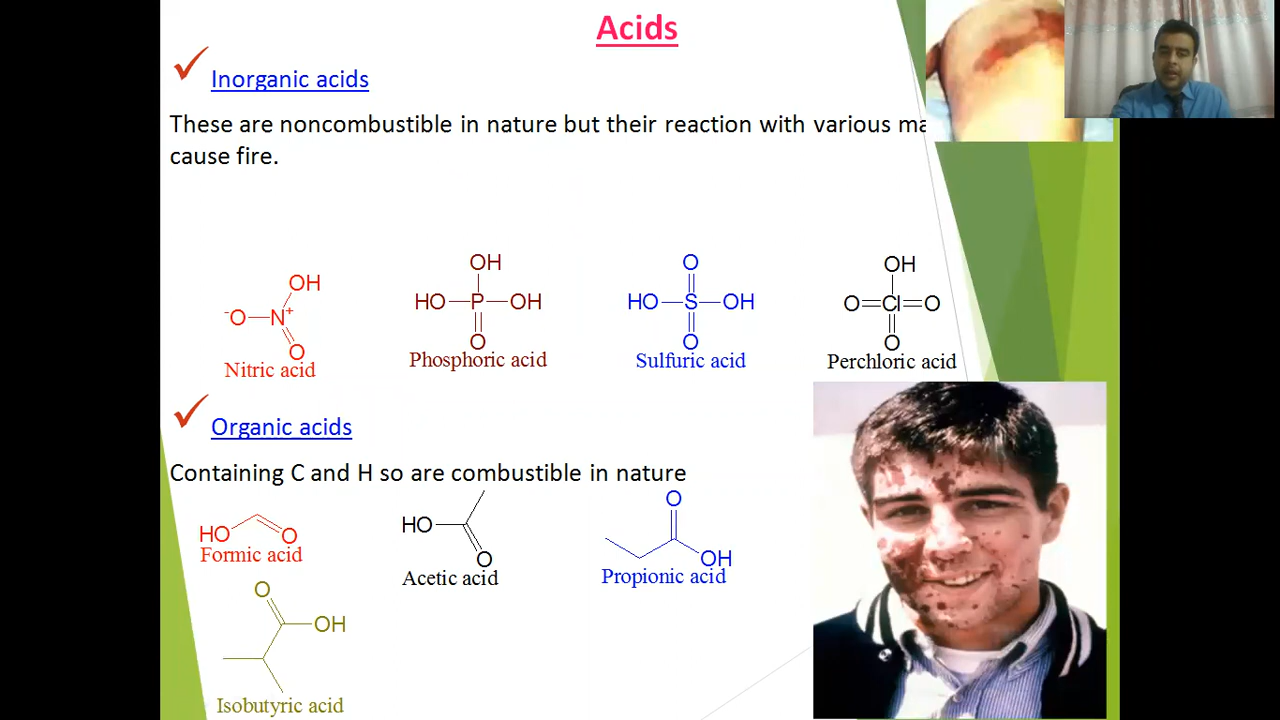 Acids
Inorganic acids
These are noncombustible in nature but their reaction with various
cause fire.
OH
-O N+
O
Nitric acid
OH
HO P OH
O
Phosphoric acid
O
HO S OH
O
Sulfuric acid
OH
O Cl O
O
Perchloric acid
Organic acids
Containing C and H so are combustible in nature
HO O
Formic acid
HO
O
Acetic acid
O
OH
Propionic acid
O
OH
Isobutyric acid